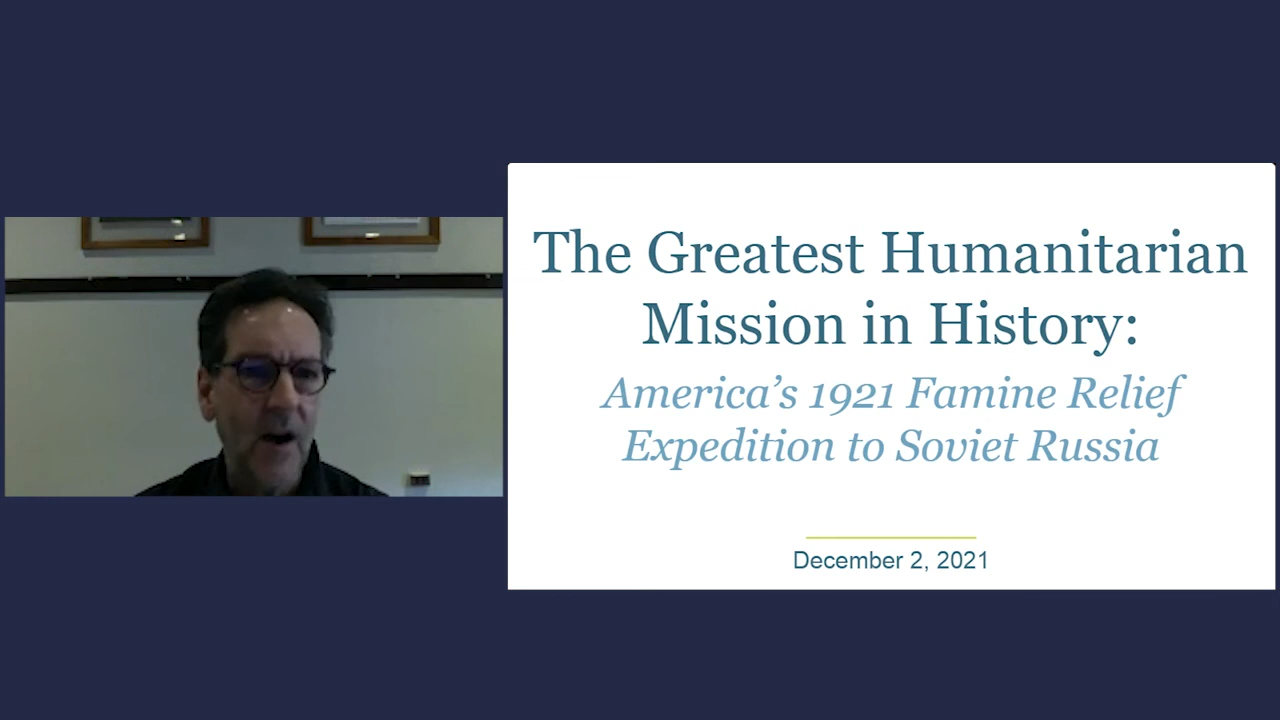 The Greatest Humanitarian
Mission in History:
America's 1921 Famine Relief
Expedition to Soviet Russia
December 2, 2021